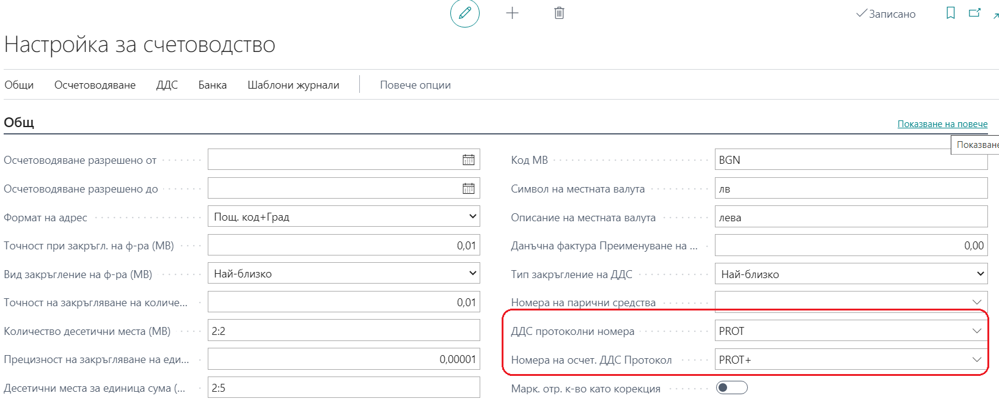 Записано
Настройка за счетоводство
Общи Осчетоводяване ДДС Банка Шаблони журнали Повече опции
Общ
Показване на повече
Показване
Осчетоводяване разрешено от
Осчетоводяване разрешено до
Формат на адрес Пощ. код+Град
Точност при закръгл. на ф-ра (МВ) 0,01
Вид закръгление на ф-ра (МВ) Най-близко
Точност на закръгляване на количе... 0,01
Количество десетични места (МВ) 2:2
Прецизност на закръгляване на еди... 0,00001
Десетични места за единица сума (... 2:5
Код МВ BGN
Символ на местната валута лв
Описание на местната валута лева
Данъчна фактура Преименуване на ... 0,00
Тип закръгление на ДДС Най-близко
Номера на парични средства
ДДС протоколни номера PROT
Номера на осчет. ДДС Протокол PROT+
Марк. отр. к-во като корекция